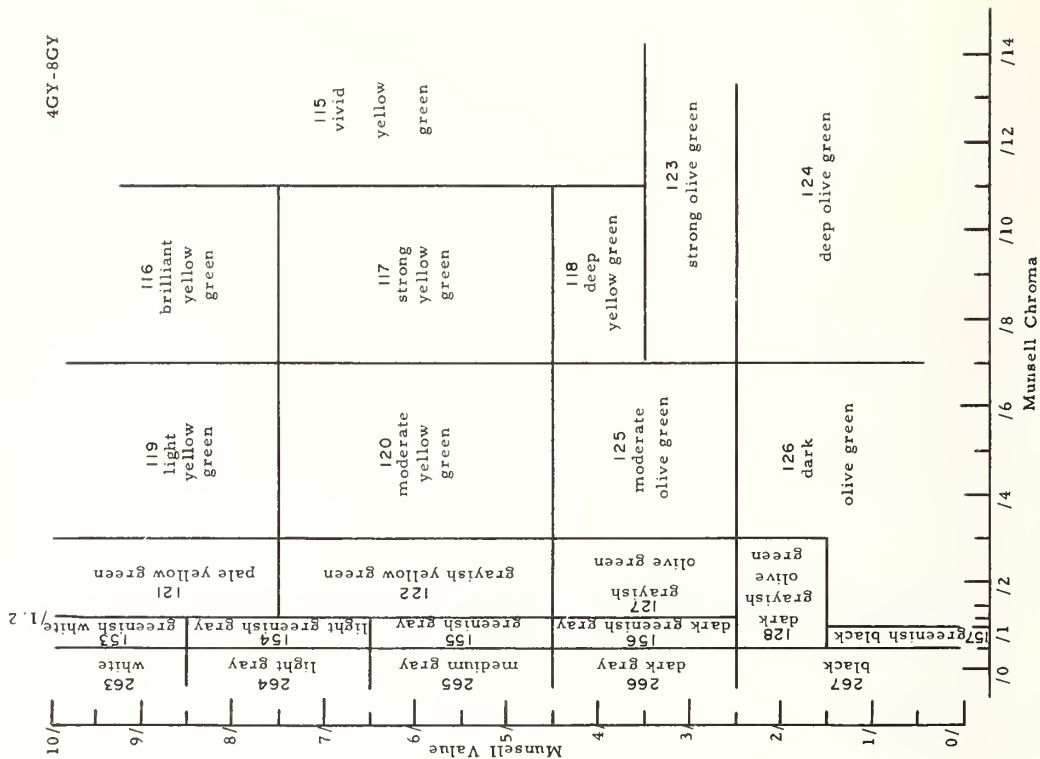 4GY-8GY
115
vivid
yellow
green
116
brilliant
yellow
green
117
strong
yellow
green
118
deep
yellow green
123
strong olive green
124
deep olive green
119
light
yellow
green
120
moderate
yellow
green
125
moderate
olive green
126
dark
olive green
121
pale yellow green
122
grayish yellow green
127
grayish
olive green
128
dark
grayish
olive
green
/1.2
153
greenish white
154
light greenish gray
155
greenish gray
156
dark greenish gray
157
greenish black
263
white
264
light gray
265
medium gray
266
dark gray
267
black
10/
9/
8/
7/
6/
5/
4/
3/
2/
1/
0/
Munsell Value
/0
/1
/2
/4
/6
/8
/10
/12
/14
Munsell Chroma